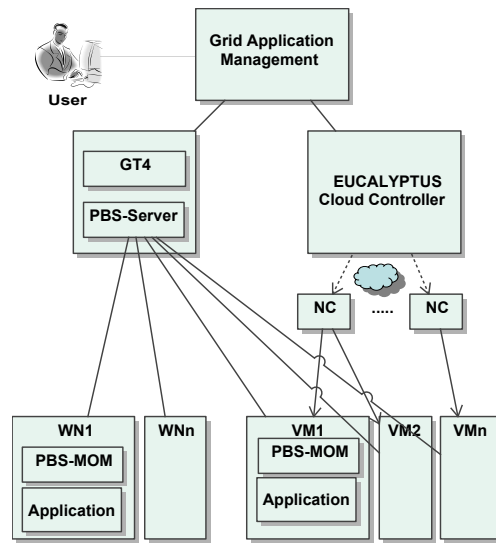 Grid Application
Management
User
GT4
PBS-Server
EUCALYPTUS
Cloud Controller
NC
.....
NC
WN1
PBS-MOM
Application
WNn
VM1
PBS-MOM
Application
VM2
VMn